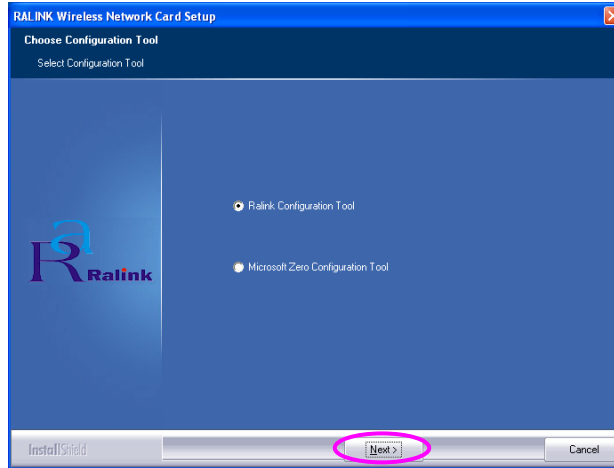 RALINK Wireless Network Card Setup
Choose Configuration Tool
Select Configuration Tool
Ralink Configuration Tool
Microsoft Zero Configuration Tool
Ralink
InstallShield
Next >
Cancel